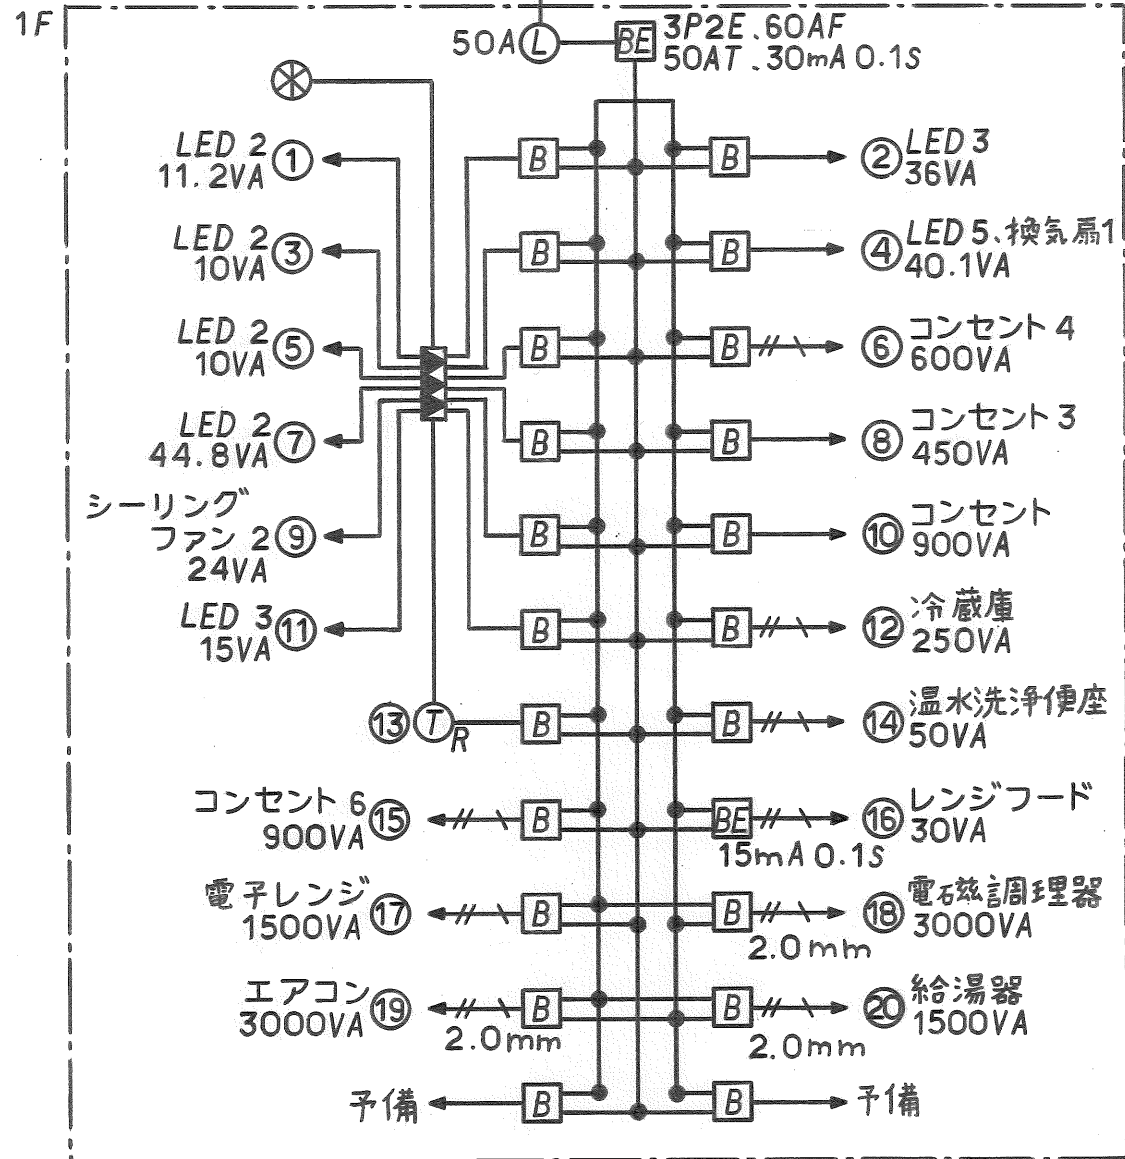 1F
50A L BE 3P2E.60AF
50AT.30mA 0.1S
LED 2
11.2VA ① B B ② LED 3
36VA
LED 2
10VA ③ B B ④ LED 5、換気扇1
40.1VA
LED 2
10VA ⑤ B B ⑥ コンセント 4
600VA
LED 2
44.8VA ⑦ B B ⑧ コンセント 3
450VA
シーリング
ファン 2
24VA ⑨ B B ⑩ コンセント
900VA
LED 3
15VA ⑪ B B ⑫ 冷蔵庫
250VA
⑬ T R B B ⑭ 温水洗浄便座
50VA
コンセント 6
900VA ⑮ B BE ⑯ レンジフード
30VA
15mA 0.1S
電子レンジ
1500VA ⑰ B B ⑱ 電磁調理器
3000VA
2.0mm
エアコン
3000VA ⑲ B B ⑳ 給湯器
1500VA
2.0mm
2.0mm
予備 B B 予備